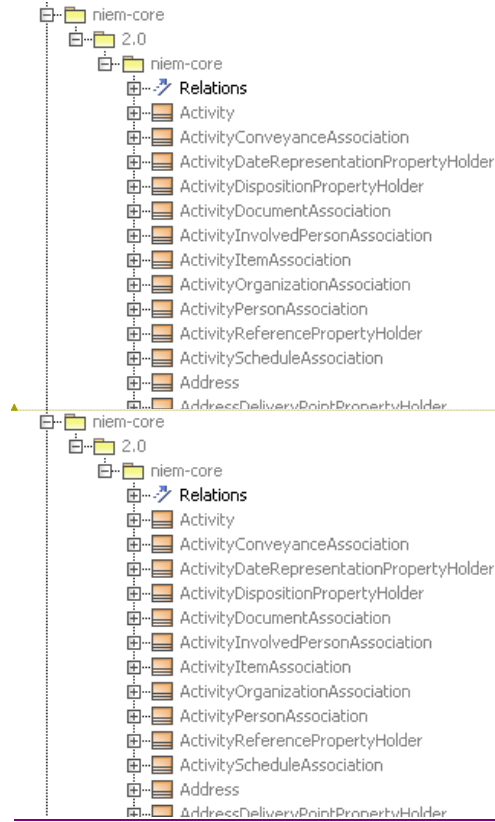 niem-core
2.0
niem-core
Relations
Activity
ActivityConveyanceAssociation
ActivityDateRepresentationPropertyHolder
ActivityDispositionPropertyHolder
ActivityDocumentAssociation
ActivityInvolvedPersonAssociation
ActivityItemAssociation
ActivityOrganizationAssociation
ActivityPersonAssociation
ActivityReferencePropertyHolder
ActivityScheduleAssociation
Address
AddressDeliveryPointPropertyHolder
niem-core
2.0
niem-core
Relations
Activity
ActivityConveyanceAssociation
ActivityDateRepresentationPropertyHolder
ActivityDispositionPropertyHolder
ActivityDocumentAssociation
ActivityInvolvedPersonAssociation
ActivityItemAssociation
ActivityOrganizationAssociation
ActivityPersonAssociation
ActivityReferencePropertyHolder
ActivityScheduleAssociation
Address
AddressDeliveryPointPropertyHolder